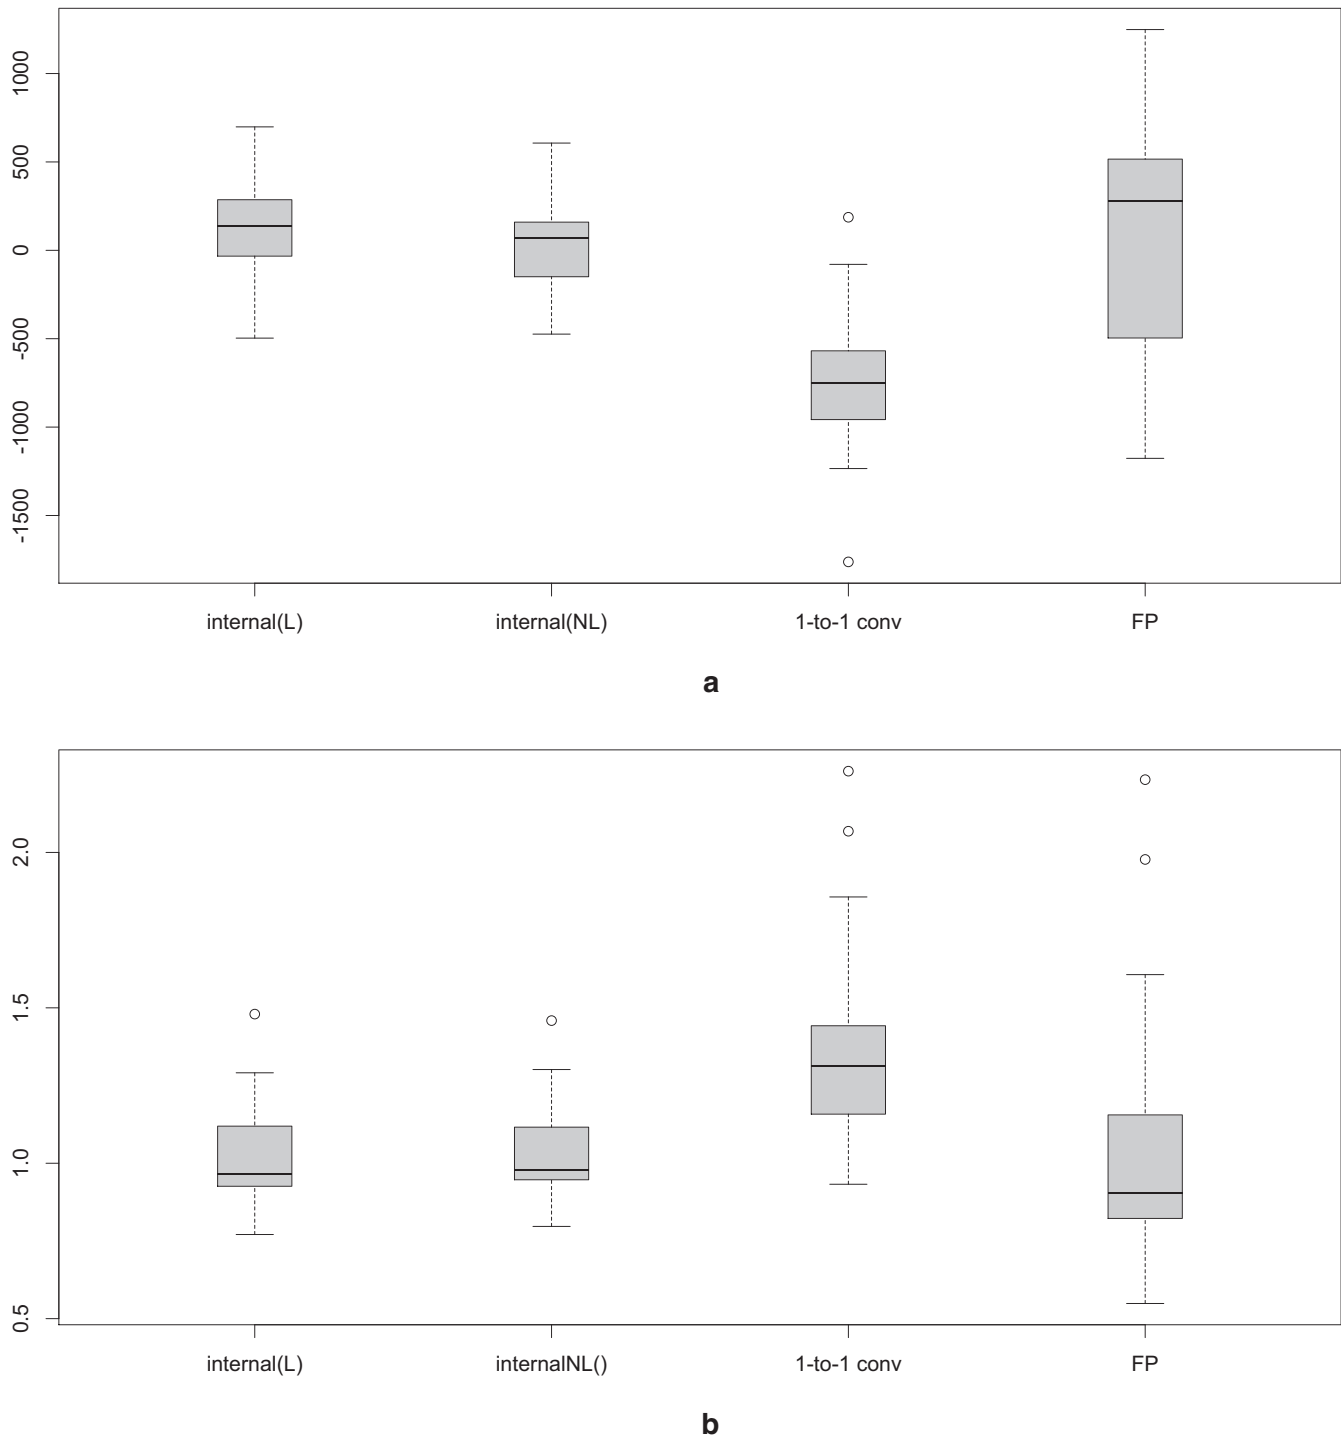 1000
500
0
-500
-1000
-1500
internal(L) internal(NL) 1-to-1 conv FP
a
2.0
1.5
1.0
0.5
internal(L) internalNL() 1-to-1 conv FP
b